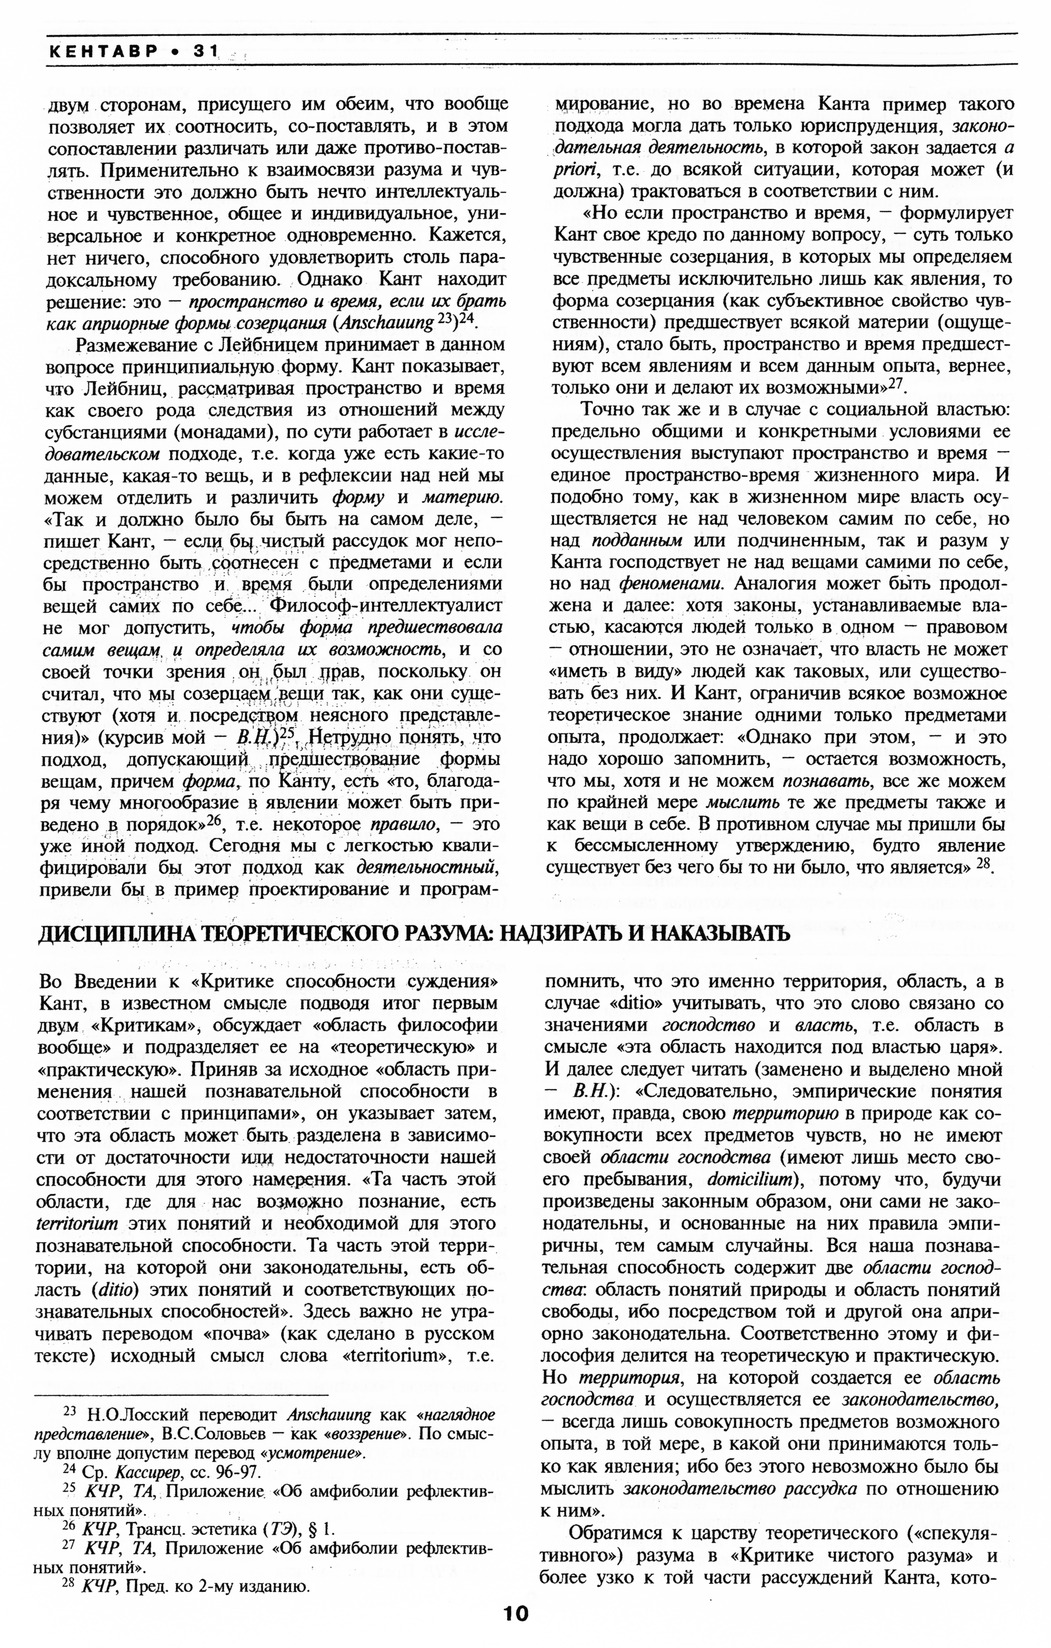 КЕНТАВР • 31
двум сторонам, присущего им обеим, что вообще
позволяет их соотносить, со-поставлять, и в этом
сопоставлении различать или даже противо-постав-
лять. Применительно к взаимосвязи разума и чув-
ственности это должно быть нечто интеллектуаль-
ное и чувственное, общее и индивидуальное, уни-
версальное и конкретное одновременно. Кажется,
нет ничего, способного удовлетворить столь пара-
доксальному требованию. Однако Кант находит
решение: это — пространство и время, если их брать
как априорные формы созерцания (Anschauung 23)24.
Размежевание с Лейбницем принимает в данном
вопросе принципиальную форму. Кант показывает,
что Лейбниц, рассматривая пространство и время
как своего рода следствия из отношений между
субстанциями (монадами), по сути работает в иссле-
довательском подходе, т.е. когда уже есть какие-то
данные, какая-то вещь, и в рефлексии над ней мы
можем отделить и различить форму и материю.
«Так и должно было бы быть на самом деле, —
пишет Кант, — если бы чистый рассудок мог непо-
средственно быть соотнесен с предметами и если
бы пространство и время были определениями
вещей самих по себе... Философ-интеллектуалист
не мог допустить, чтобы форма предшествовала
самим вещам и определяла их возможность, и со
своей точки зрения он был прав, поскольку он
считал, что мы созерцаем вещи так, как они суще-
ствуют (хотя и посредством неясного представле-
ния)» (курсив мой — В.Н.)25. Нетрудно понять, что
подход, допускающий предшествование формы
вещам, причем форма, по Канту, есть «то, благода-
ря чему многообразие в явлении может быть при-
ведено в порядок»26, т.е. некоторое правило, — это
уже иной подход. Сегодня мы с легкостью квали-
фицировали бы этот подход как деятельностный,
привели бы в пример проектирование и програм-
мирование, но во времена Канта пример такого
подхода могла дать только юриспруденция, законо-
дательная деятельность, в которой закон задается a
priori, т.е. до всякой ситуации, которая может (и
должна) трактоваться в соответствии с ним.
«Но если пространство и время, — формулирует
Кант свое кредо по данному вопросу, — суть только
чувственные созерцания, в которых мы определяем
все предметы исключительно лишь как явления, то
форма созерцания (как субъективное свойство чув-
ственности) предшествует всякой материи (ощуще-
ниям), стало быть, пространство и время предшест-
вуют всем явлениям и всем данным опыта, вернее,
только они и делают их возможными»27.
Точно так же и в случае с социальной властью:
предельно общими и конкретными условиями ее
осуществления выступают пространство и время —
единое пространство-время жизненного мира. И
подобно тому, как в жизненном мире власть осу-
ществляется не над человеком самим по себе, но
над подданным или подчиненным, так и разум у
Канта господствует не над вещами самими по себе,
но над феноменами. Аналогия может быть продол-
жена и далее: хотя законы, устанавливаемые вла-
стью, касаются людей только в одном — правовом
— отношении, это не означает, что власть не может
«иметь в виду» людей как таковых, или существо-
вать без них. И Кант, ограничив всякое возможное
теоретическое знание одними только предметами
опыта, продолжает: «Однако при этом, — и это
надо хорошо запомнить, — остается возможность,
что мы, хотя и не можем познавать, все же можем
по крайней мере мыслить те же предметы также и
как вещи в себе. В противном случае мы пришли бы
к бессмысленному утверждению, будто явление
существует без чего бы то ни было, что является» 28.
ДИСЦИПЛИНА ТЕОРЕТИЧЕСКОГО РАЗУМА: НАДЗИРАТЬ И НАКАЗЫВАТЬ
Во Введении к «Критике способности суждения»
Кант, в известном смысле подводя итог первым
двум «Критикам», обсуждает «область философии
вообще» и подразделяет ее на «теоретическую» и
«практическую». Приняв за исходное «область при-
менения нашей познавательной способности в
соответствии с принципами», он указывает затем,
что эта область может быть разделена в зависимо-
сти от достаточности или недостаточности нашей
способности для этого намерения. «Та часть этой
области, где для нас возможно познание, есть
territorium этих понятий и необходимой для этого
познавательной способности. Та часть этой терри-
тории, на которой они законодательны, есть об-
ласть (ditio) этих понятий и соответствующих по-
знавательных способностей». Здесь важно не утра-
чивать переводом «почва» (как сделано в русском
тексте) исходный смысл слова «territorium», т.е.
23 Н.О.Лосский переводит Anschauung как «наглядное
представление», В.С.Соловьев — как «воззрение». По смыс-
лу вполне допустим перевод «усмотрение».
24 Ср. Кассирер, сс. 96-97.
25 КЧР, ТА, Приложение «Об амфиболии рефлектив-
ных понятий».
26 КЧР, Трансц. эстетика (ТЭ), § 1.
27 КЧР, ТА, Приложение «Об амфиболии рефлектив-
ных понятий».
28 КЧР, Пред. ко 2-му изданию.
помнить, что это именно территория, область, а в
случае «ditio» учитывать, что это слово связано со
значениями господство и власть, т.е. область в
смысле «эта область находится под властью царя».
И далее следует читать (заменено и выделено мной
— В.Н.): «Следовательно, эмпирические понятия
имеют, правда, свою территорию в природе как со-
вокупности всех предметов чувств, но не имеют
своей области господства (имеют лишь место сво-
его пребывания, domicilium), потому что, будучи
произведены законным образом, они сами не зако-
нодательны, и основанные на них правила эмпи-
ричны, тем самым случайны. Вся наша познава-
тельная способность содержит две области господ-
ства: область понятий природы и область понятий
свободы, ибо посредством той и другой она апри-
орно законодательна. Соответственно этому и фи-
лософия делится на теоретическую и практическую.
Но территория, на которой создается ее область
господства и осуществляется ее законодательство,
— всегда лишь совокупность предметов возможного
опыта, в той мере, в какой они принимаются толь-
ко как явления; ибо без этого невозможно было бы
мыслить законодательство рассудка по отношению
к ним».
Обратимся к царству теоретического («спекуля-
тивного») разума в «Критике чистого разума» и
более узко к той части рассуждений Канта, кото-
10